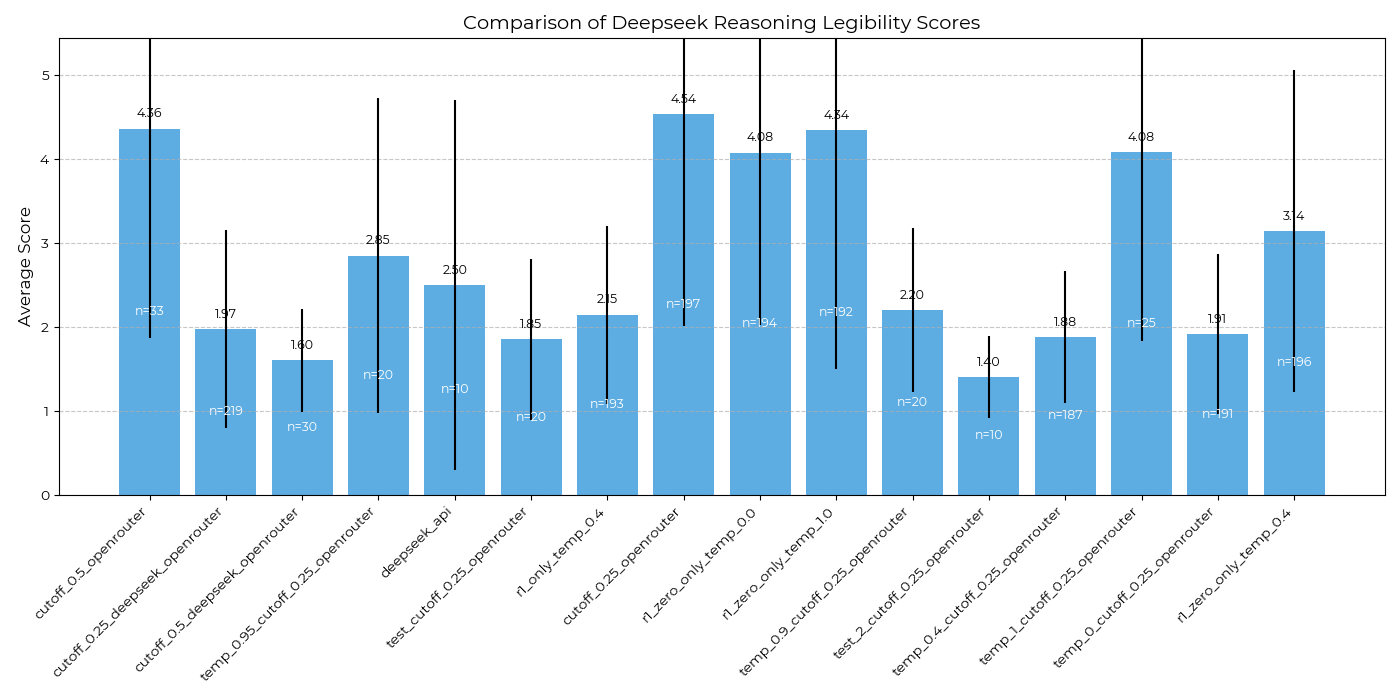 Comparison of Deepseek Reasoning Legibility Scores
Average Score
5
4
3
2
1
0
4.36
1.97
1.60
2.85
2.50
1.85
2.15
4.54
4.08
4.34
2.20
1.40
1.88
4.08
1.91
3.14
n=33
n=219
n=30
n=20
n=10
n=20
n=193
n=197
n=194
n=192
n=20
n=10
n=187
n=25
n=191
n=196
cutoff_0.5_openrouter
cutoff_0.25_deepseek_openrouter
cutoff_0.5_deepseek_openrouter
temp_0.95_cutoff_0.25_openrouter
deepseek_api
test_cutoff_0.25_openrouter
r1_only_temp_0.4
cutoff_0.25_openrouter
r1_zero_only_temp_0.0
r1_zero_only_temp_1.0
temp_0.9_cutoff_0.25_openrouter
test_2_cutoff_0.25_openrouter
temp_0.4_cutoff_0.25_openrouter
temp_1_cutoff_0.25_openrouter
temp_0_cutoff_0.25_openrouter
r1_zero_only_temp_0.4